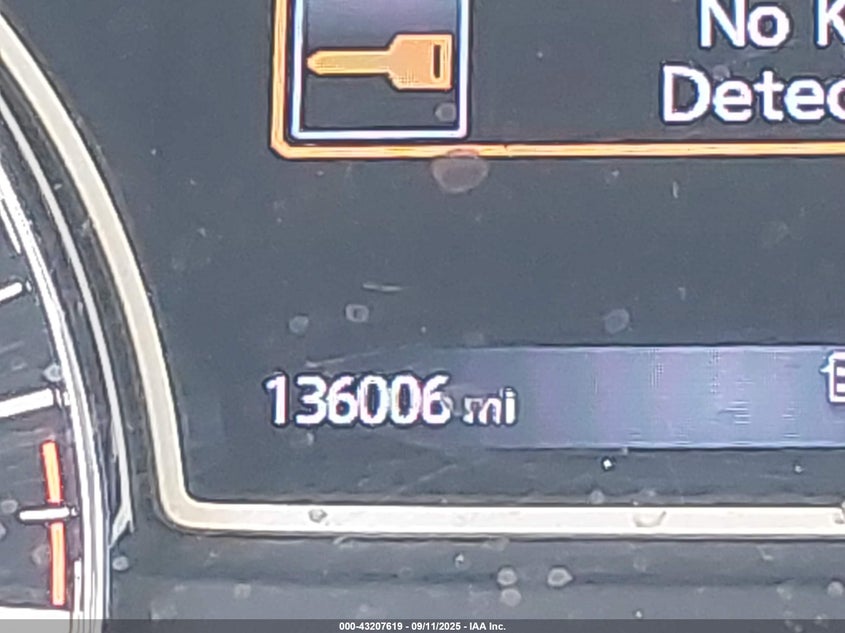 No K
Detec
136006 mi
000-43207619 - 09/11/2025 - IAA Inc.